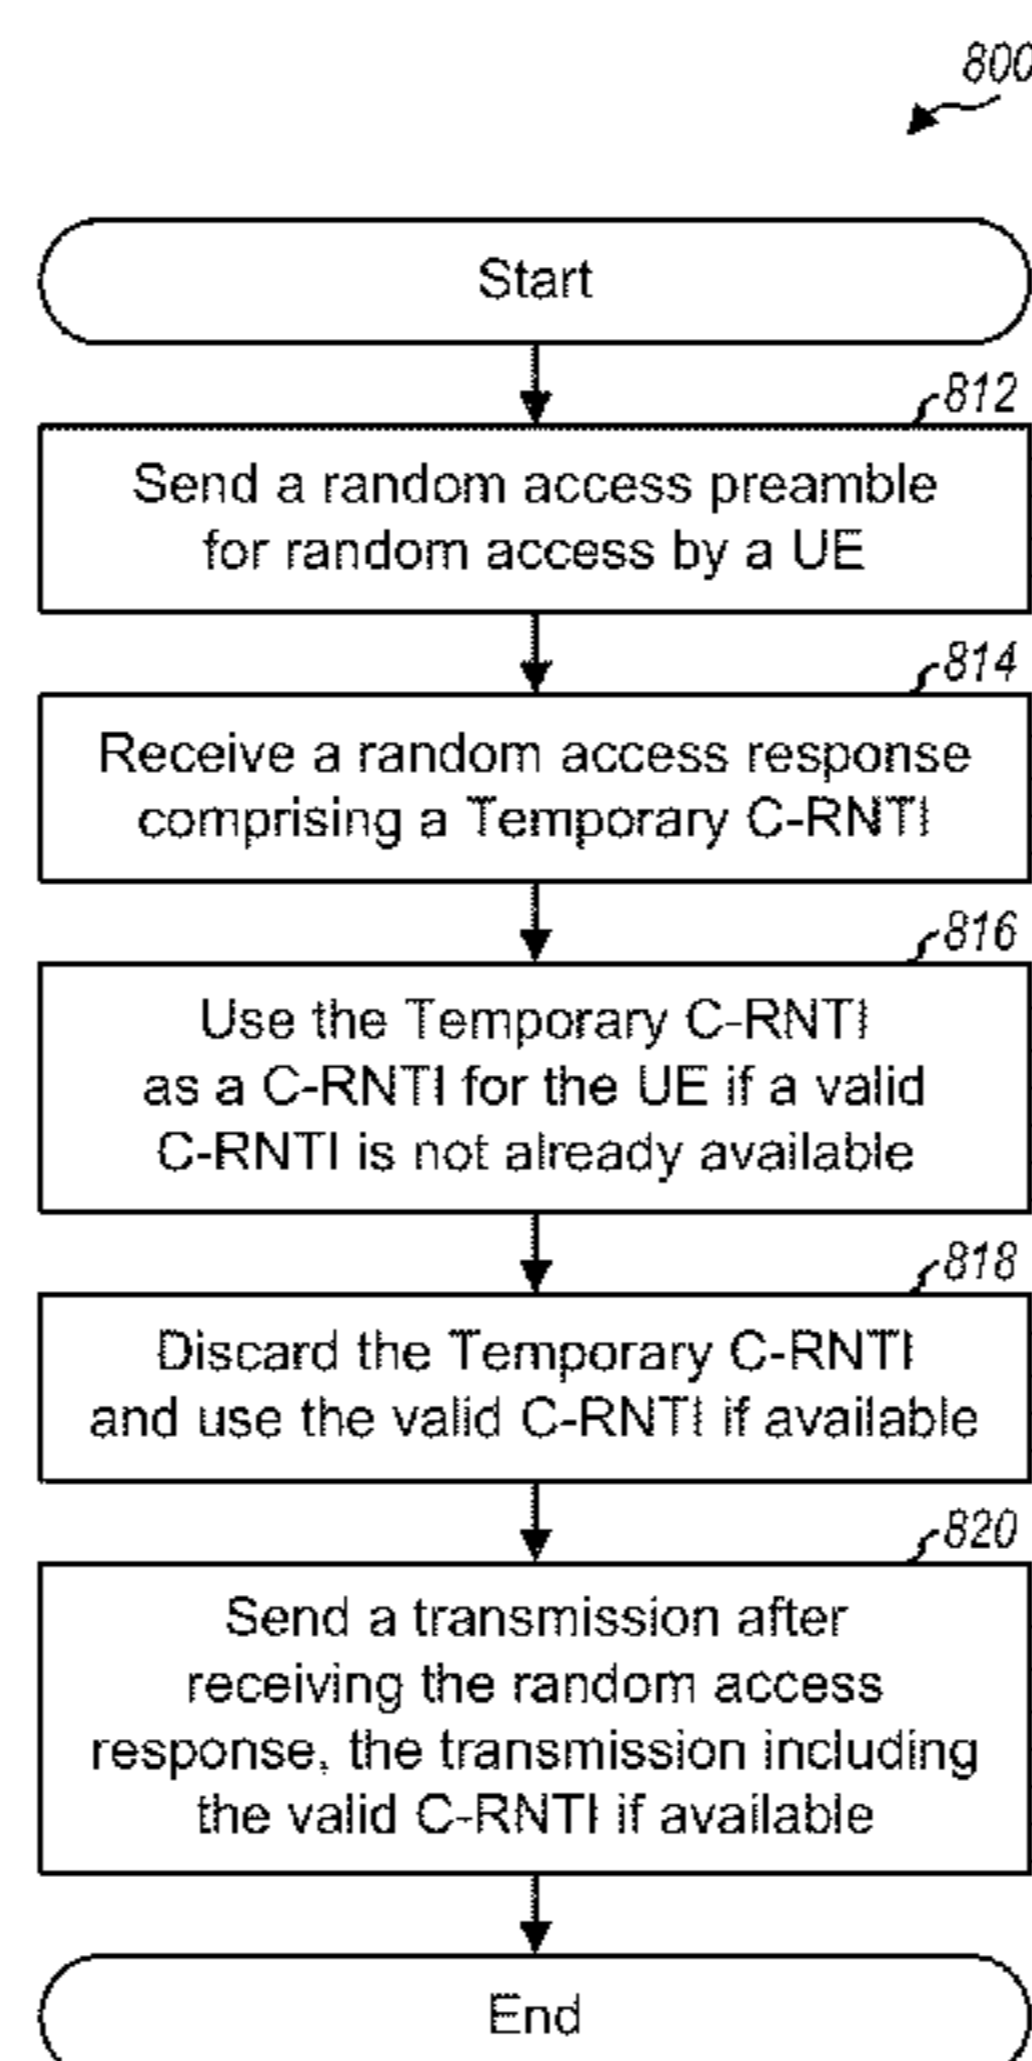 800
Start
812
Send a random access preamble
for random access by a UE
814
Receive a random access response
comprising a Temporary C-RNTI
816
Use the Temporary C-RNTI
as a C-RNTI for the UE if a valid
C-RNTI is not already available
818
Discard the Temporary C-RNTI
and use the valid C-RNTI if available
820
Send a transmission after
receiving the random access
response, the transmission including
the valid C-RNTI if available
End